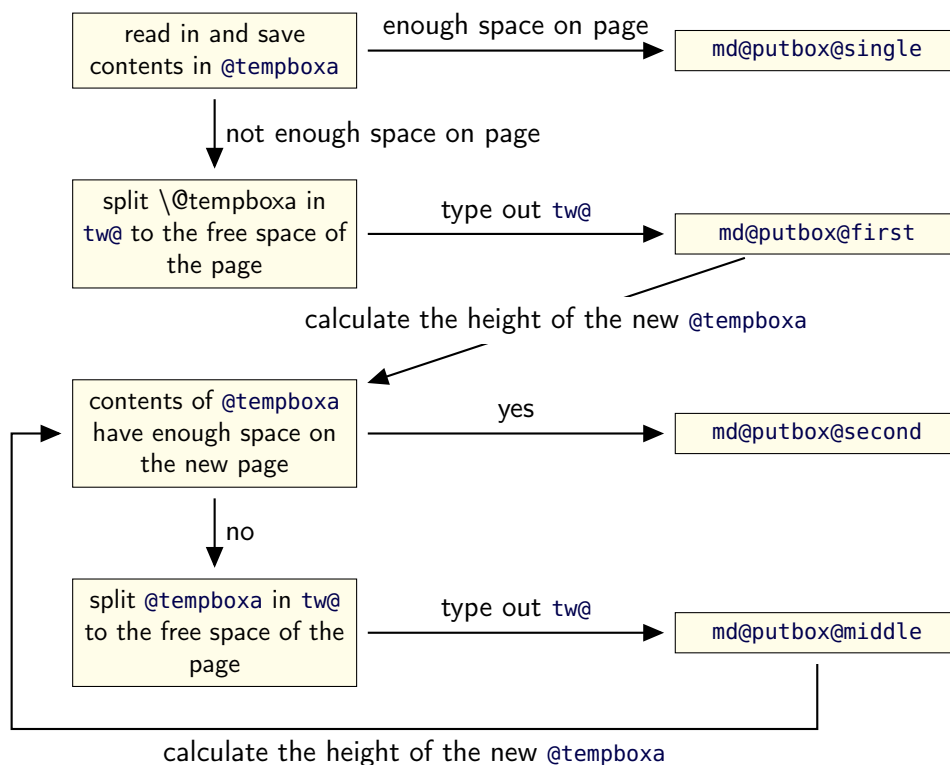 read in and save
contents in @tempboxa
enough space on page
md@putbox@single
not enough space on page
split \@tempboxa in
tw@ to the free space of
the page
type out tw@
md@putbox@first
calculate the height of the new @tempboxa
contents of @tempboxa
have enough space on
the new page
yes
md@putbox@second
no
split @tempboxa in tw@
to the free space of the
page
type out tw@
md@putbox@middle
calculate the height of the new @tempboxa